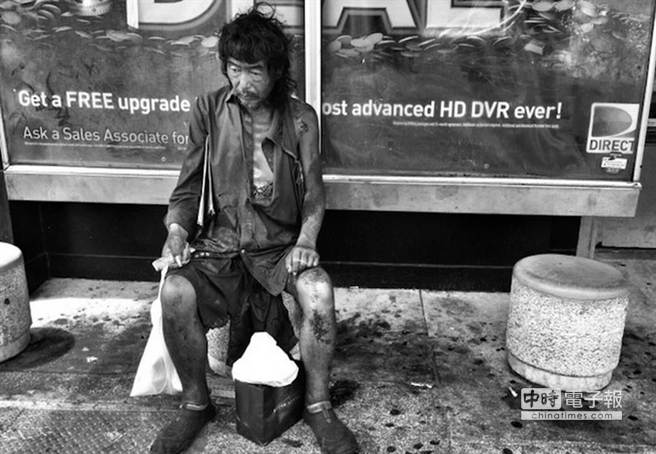 DEAL
Get a FREE upgrade
ost advanced HD DVR ever!
Ask a Sales Associate for
DIRECT
中時電子報
chinatimes.com